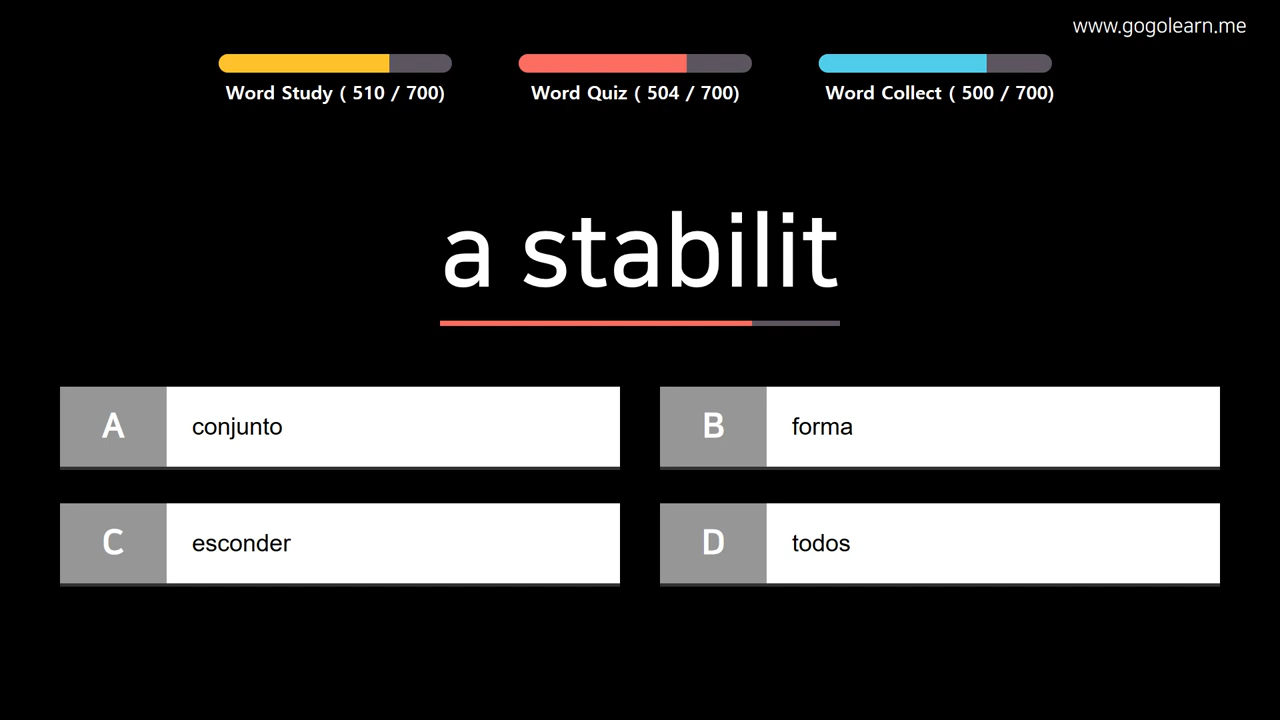 www.gogolearn.me
Word Study ( 510 / 700)
Word Quiz ( 504 / 700)
Word Collect ( 500 / 700)
a stabilit
A conjunto
B forma
C esconder
D todos